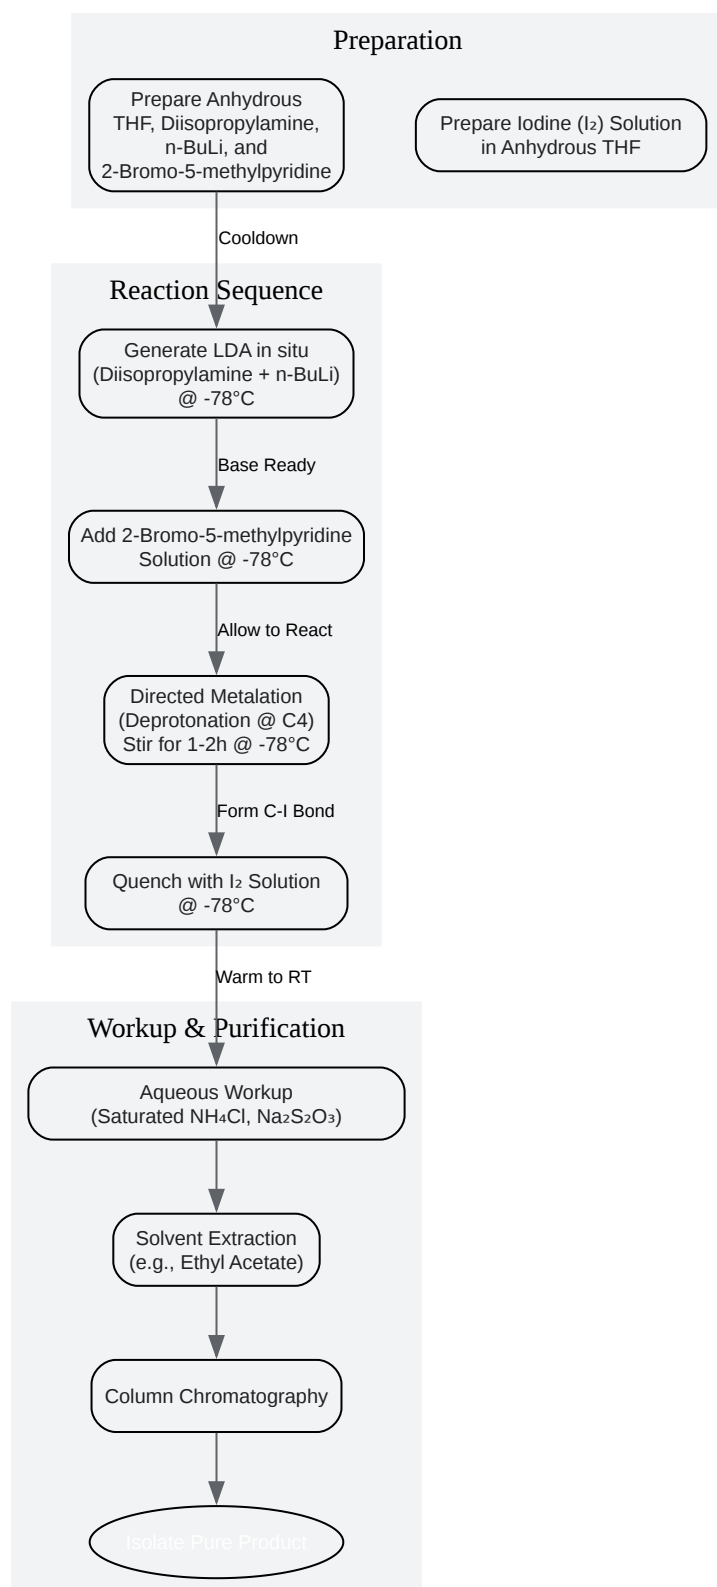 Preparation
Prepare Anhydrous
THF, Diisopropylamine,
n-BuLi, and
2-Bromo-5-methylpyridine
Prepare Iodine (I₂) Solution
in Anhydrous THF
Cooldown
Reaction Sequence
Generate LDA in situ
(Diisopropylamine + n-BuLi)
@ -78°C
Base Ready
Add 2-Bromo-5-methylpyridine
Solution @ -78°C
Allow to React
Directed Metalation
(Deprotonation @ C4)
Stir for 1-2h @ -78°C
Form C-I Bond
Quench with I₂ Solution
@ -78°C
Warm to RT
Workup & Purification
Aqueous Workup
(Saturated NH₄Cl, Na₂S₂O₃)
Solvent Extraction
(e.g., Ethyl Acetate)
Column Chromatography
Isolate Pure Product